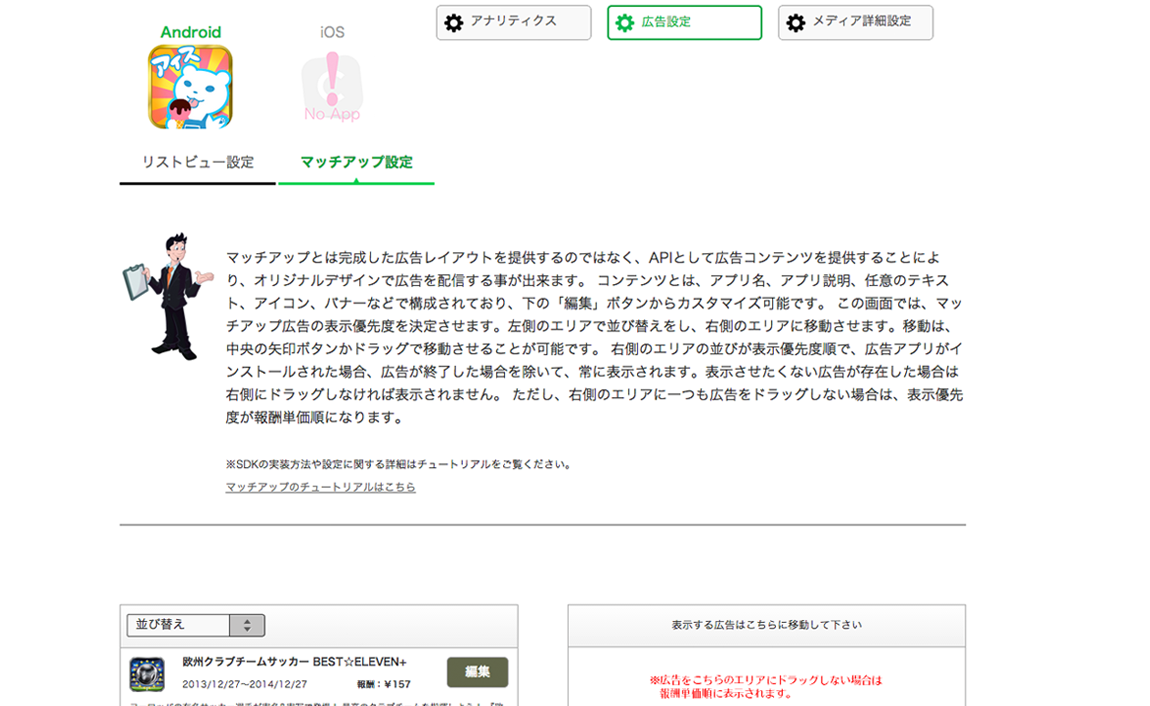 アナリティクス
広告設定
メディア詳細設定
Android
iOS
アイス
No App
リストビュー設定
マッチアップ設定
マッチアップとは完成した広告レイアウトを提供するのではなく、APIとして広告コンテンツを提供することによ
り、オリジナルデザインで広告を配信する事が出来ます。 コンテンツとは、アプリ名、アプリ説明、任意のテキス
ト、アイコン、バナーなどで構成されており、下の「編集」ボタンからカスタマイズ可能です。 この画面では、マッ
チアップ広告の表示優先度を決定させます。左側のエリアで並び替えをし、右側のエリアに移動させます。移動は、
中央の矢印ボタンかドラッグで移動させることが可能です。 右側のエリアの並びが表示優先度順で、広告アプリがイ
ンストールされた場合、広告が終了した場合を除いて、常に表示されます。表示させたくない広告が存在した場合は
右側にドラッグしなければ表示されません。 ただし、右側のエリアに一つも広告をドラッグしない場合は、表示優先
度が報酬単価順になります。
※SDKの実装方法や設定に関する詳細はチュートリアルをご覧ください。
マッチアップのチュートリアルはこちら
並び替え
欧州クラブチームサッカー BEST☆ELEVEN+
2013/12/27～2014/12/27
報酬：¥157
編集
表示する広告はこちらに移動して下さい
※広告をこちらのエリアにドラッグしない場合は
報酬単価順に表示されます。